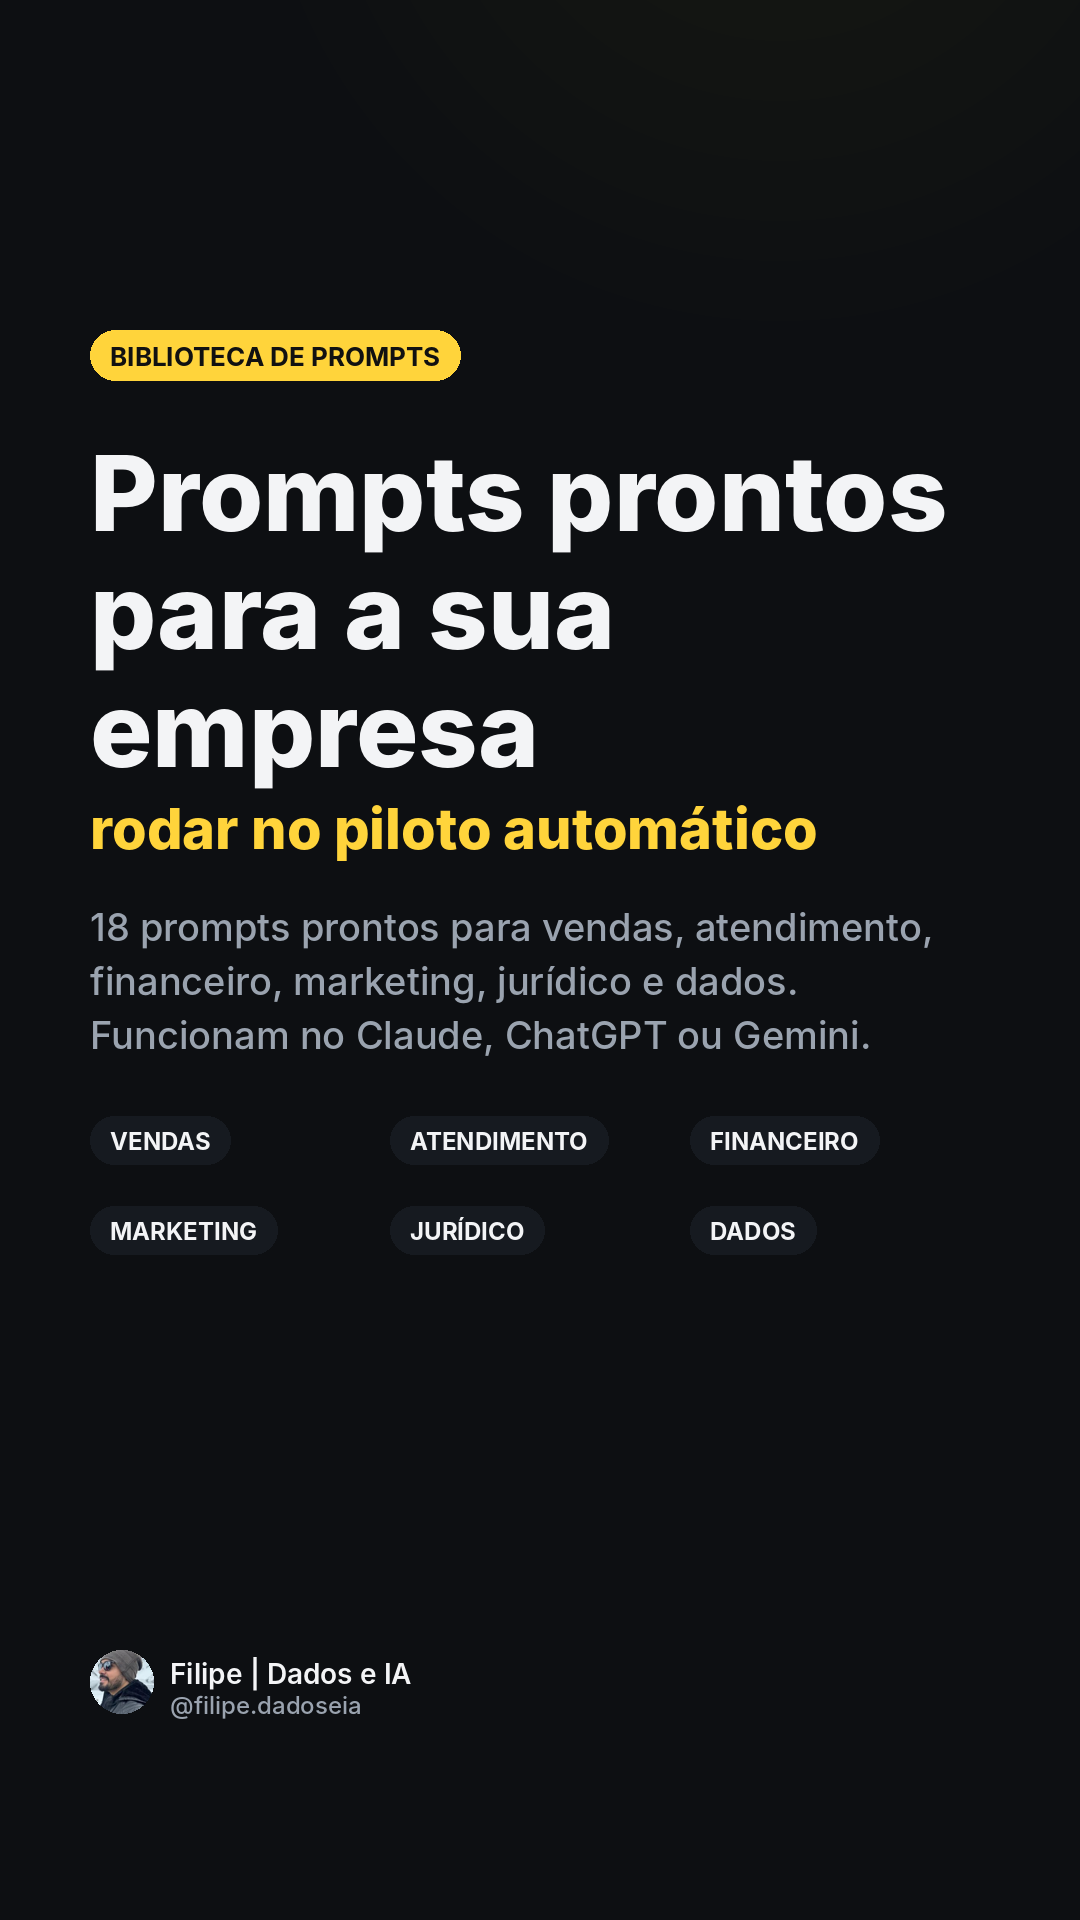 BIBLIOTECA DE PROMPTS
Prompts prontos
para a sua
empresa
rodar no piloto automático
18 prompts prontos para vendas, atendimento,
financeiro, marketing, jurídico e dados.
Funcionam no Claude, ChatGPT ou Gemini.
VENDAS ATENDIMENTO FINANCEIRO
MARKETING JURÍDICO DADOS
Filipe | Dados e IA
@filipe.dadoseia